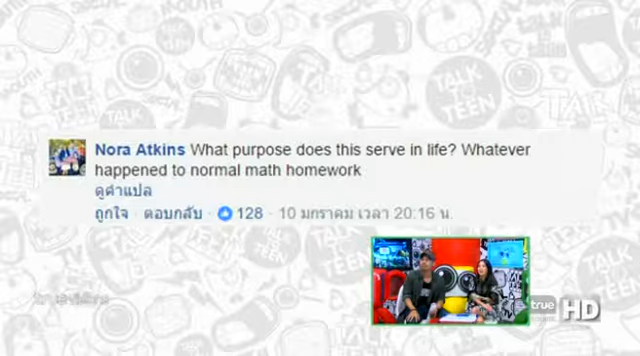 TALK
TEEN
Nora Atkins What purpose does this serve in life? Whatever
happened to normal math homework
ดูคำแปล
ถูกใจ · ตอบกลับ · 128 · 10 มกราคม เวลา 20:16 น.
true HD